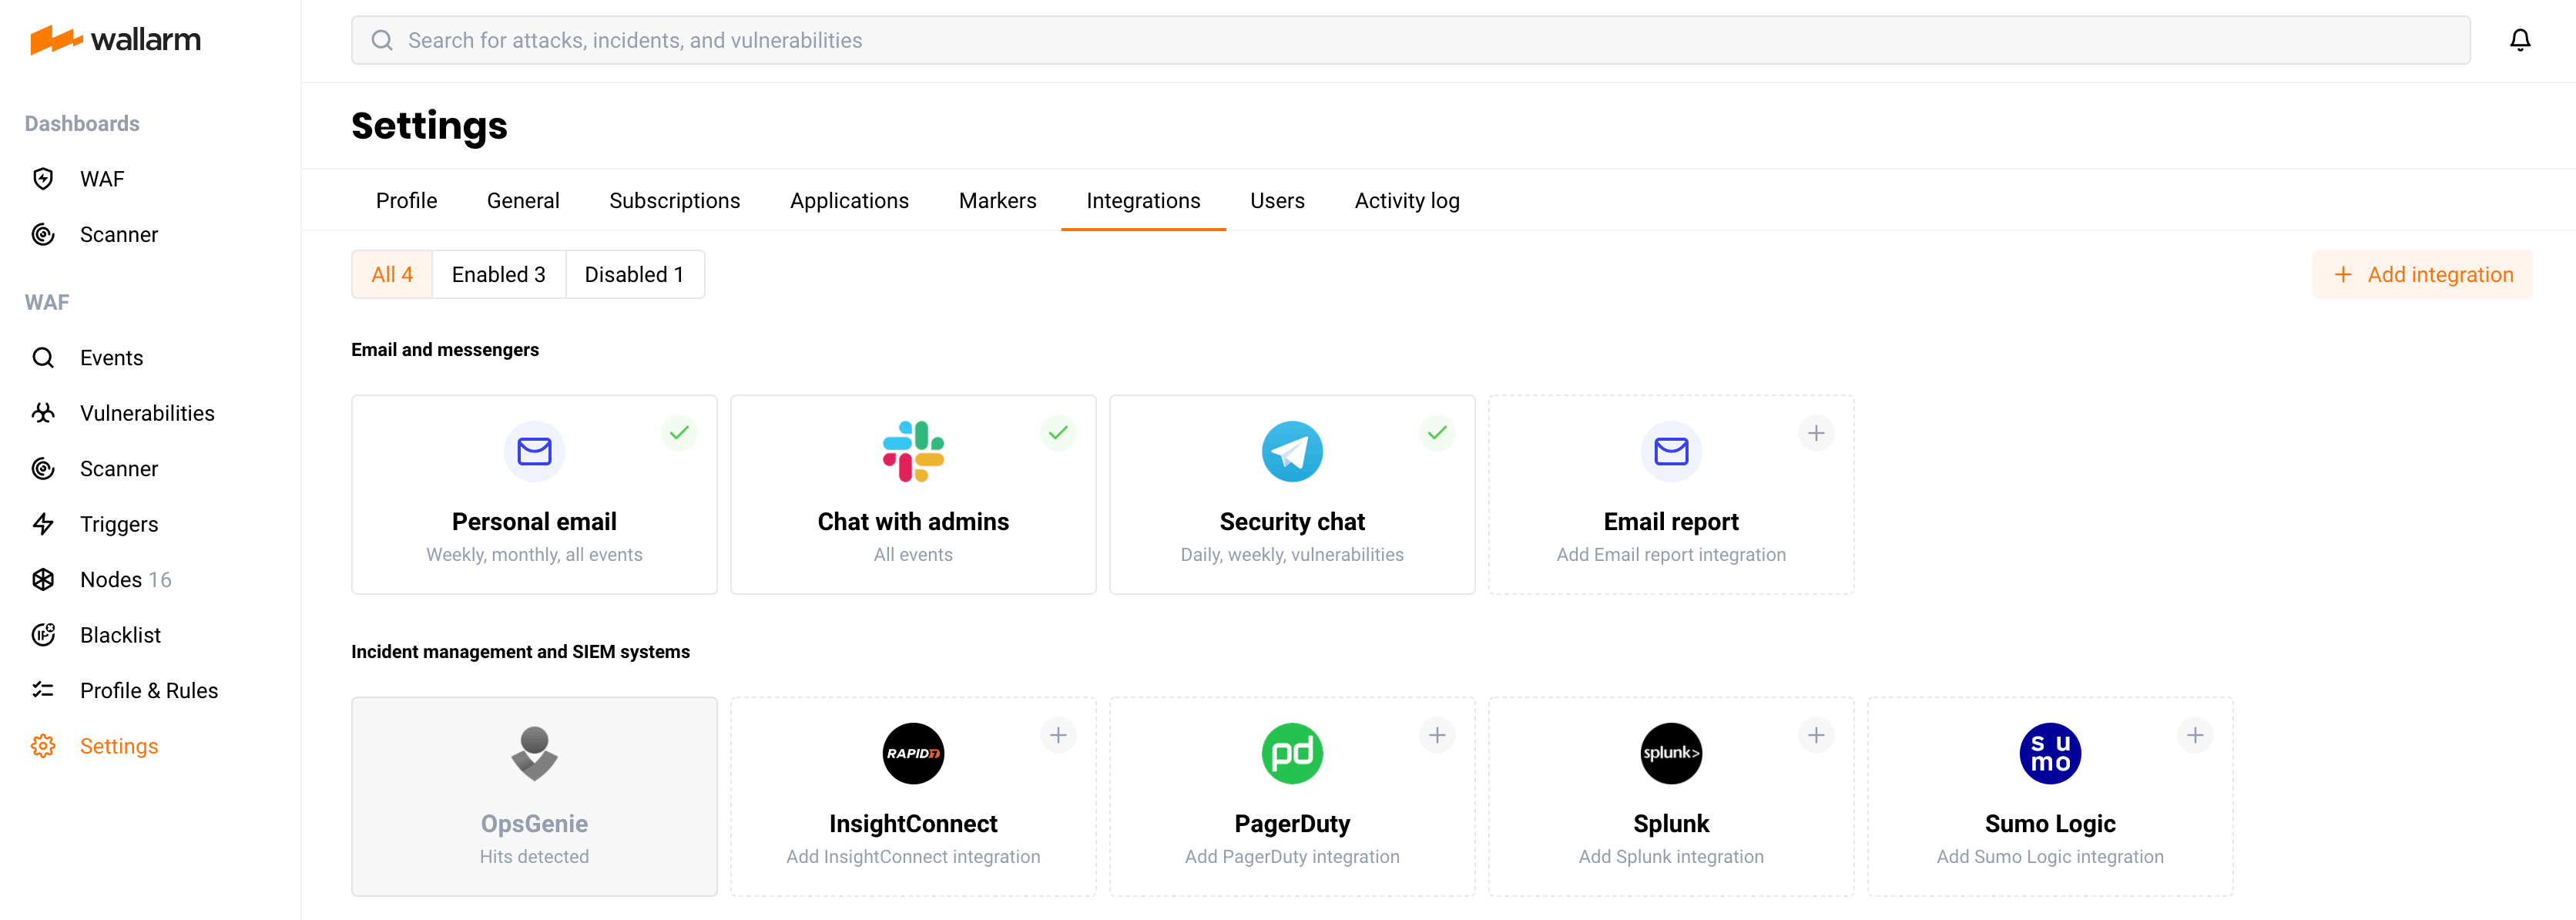 wallarm
Search for attacks, incidents, and vulnerabilities
Dashboards
WAF
Scanner
WAF
Events
Vulnerabilities
Scanner
Triggers
Nodes 16
Blacklist
Profile & Rules
Settings
Settings
Profile General Subscriptions Applications Markers Integrations Users Activity log
All 4 Enabled 3 Disabled 1
+ Add integration
Email and messengers
Personal email
Weekly, monthly, all events
Chat with admins
All events
Security chat
Daily, weekly, vulnerabilities
Email report
Add Email report integration
Incident management and SIEM systems
OpsGenie
Hits detected
RAPID7
InsightConnect
Add InsightConnect integration
pd
PagerDuty
Add PagerDuty integration
splunk>
Splunk
Add Splunk integration
su
mo
Sumo Logic
Add Sumo Logic integration